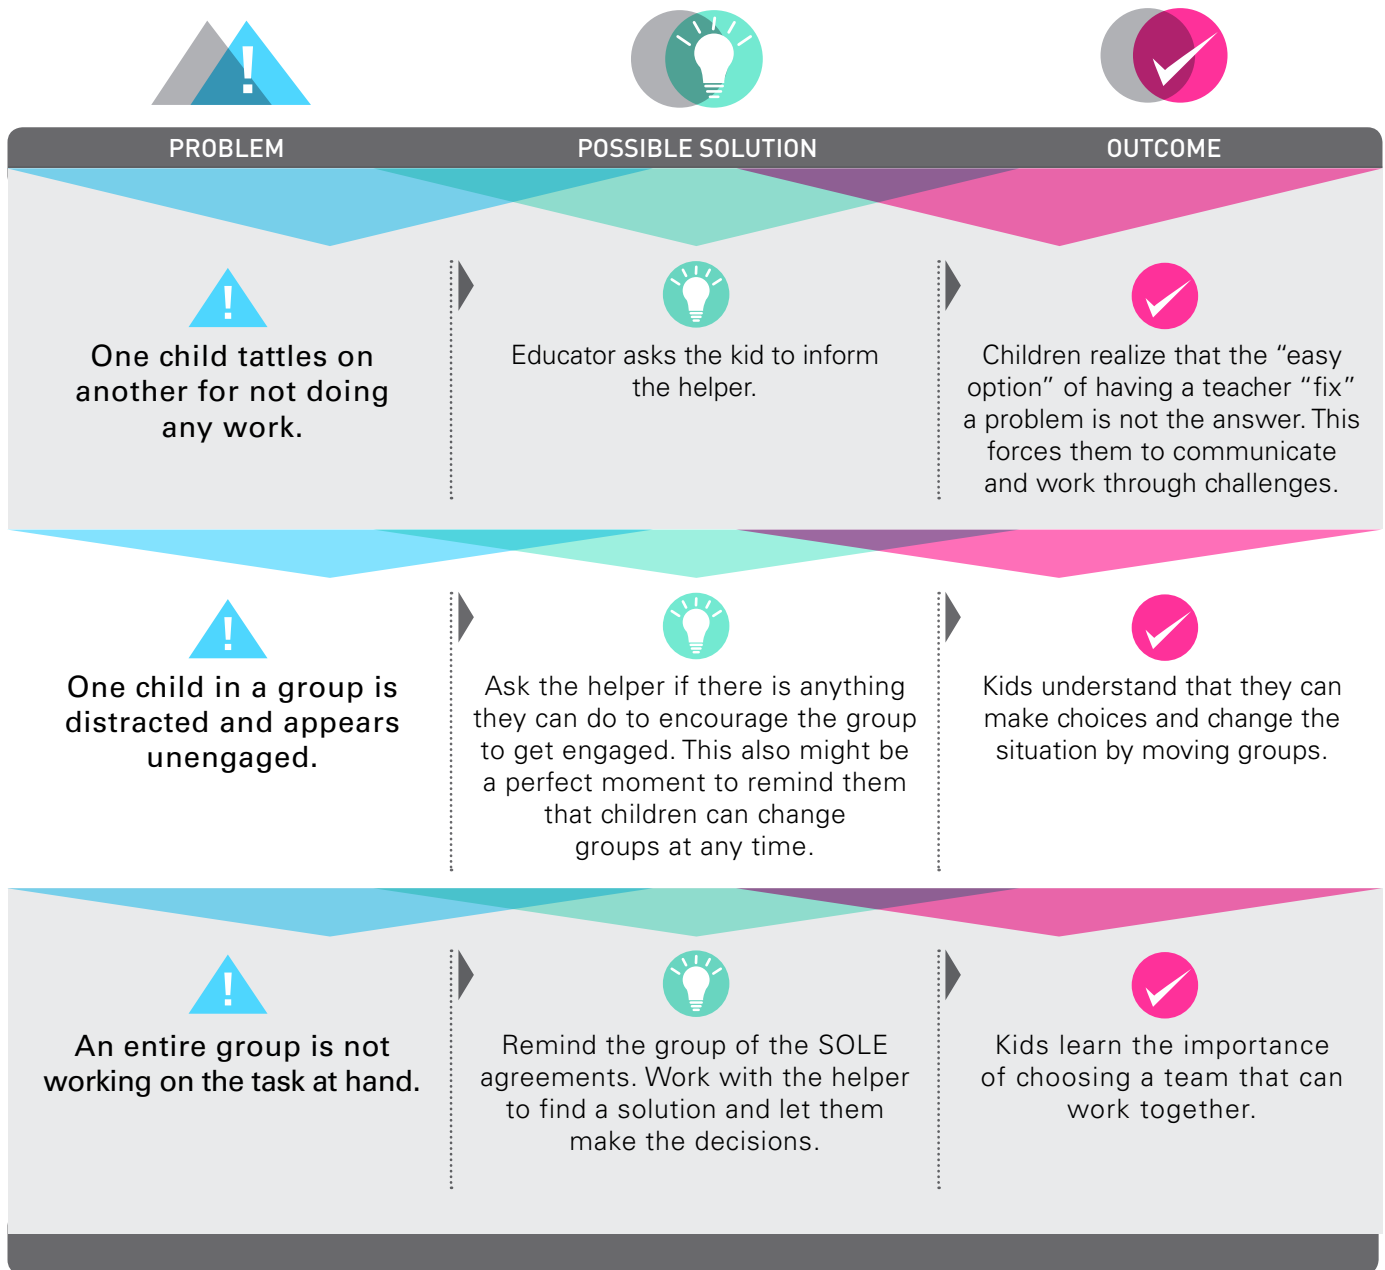 PROBLEM
POSSIBLE SOLUTION
OUTCOME
One child tattles on
another for not doing
any work.
Educator asks the kid to inform
the helper.
Children realize that the “easy
option” of having a teacher “fix”
a problem is not the answer. This
forces them to communicate
and work through challenges.
One child in a group is
distracted and appears
unengaged.
Ask the helper if there is anything
they can do to encourage the group
to get engaged. This also might be
a perfect moment to remind them
that children can change
groups at any time.
Kids understand that they can
make choices and change the
situation by moving groups.
An entire group is not
working on the task at hand.
Remind the group of the SOLE
agreements. Work with the helper
to find a solution and let them
make the decisions.
Kids learn the importance
of choosing a team that can
work together.